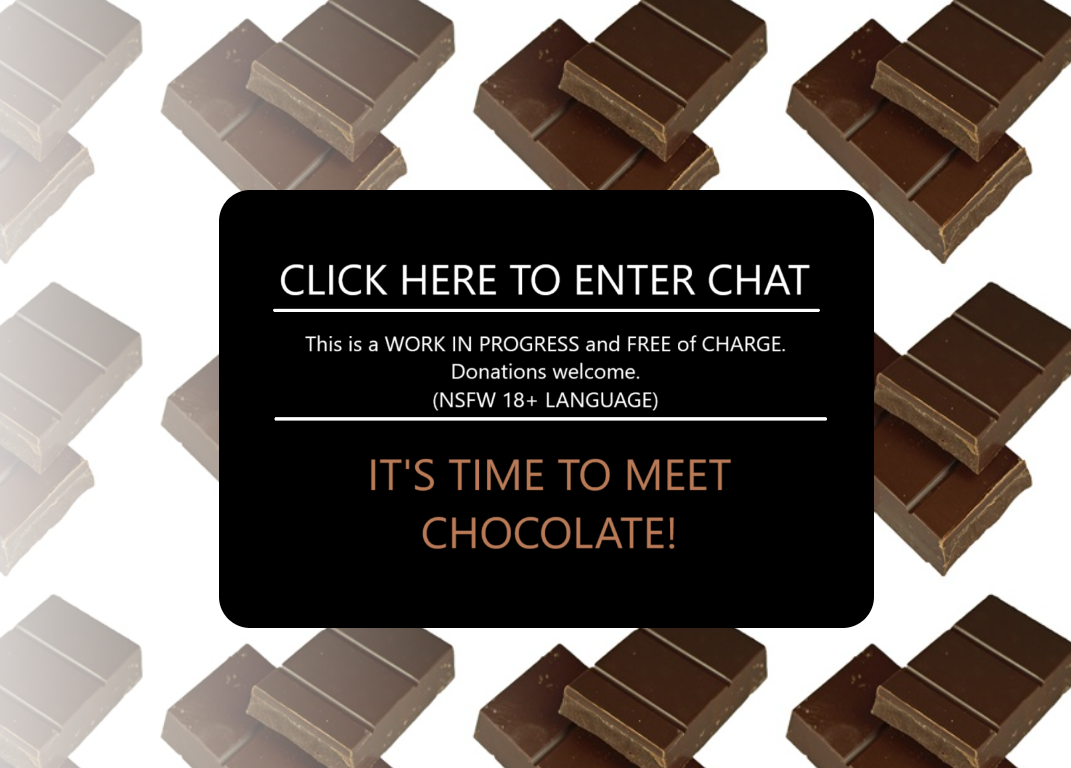 CLICK HERE TO ENTER CHAT
This is a WORK IN PROGRESS and FREE of CHARGE.
Donations welcome.
(NSFW 18+ LANGUAGE)
IT'S TIME TO MEET
CHOCOLATE!